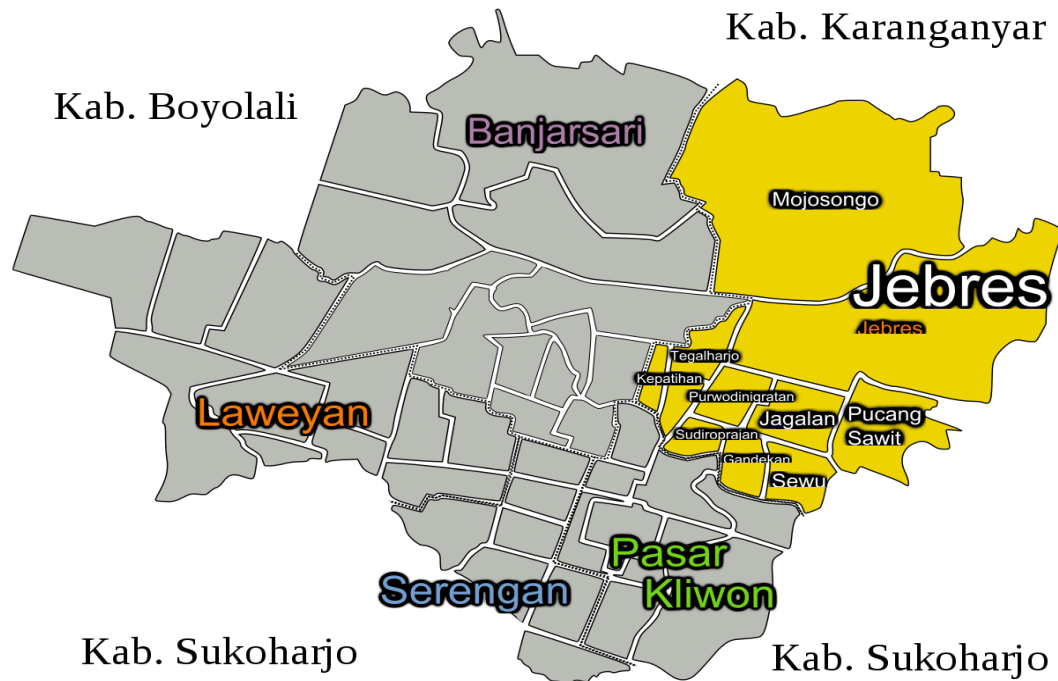 Kab. Karanganyar
Kab. Boyolali
Banjarsari
Mojosongo
Jebres
Jebres
Tegalharjo
Kepatihan
Purwodiningratan
Laweyan
Jagalan
Pucang
Sawit
Sudiroprajan
Gandekan
Sewu
Pasar
Kliwon
Serengan
Kab. Sukoharjo
Kab. Sukoharjo